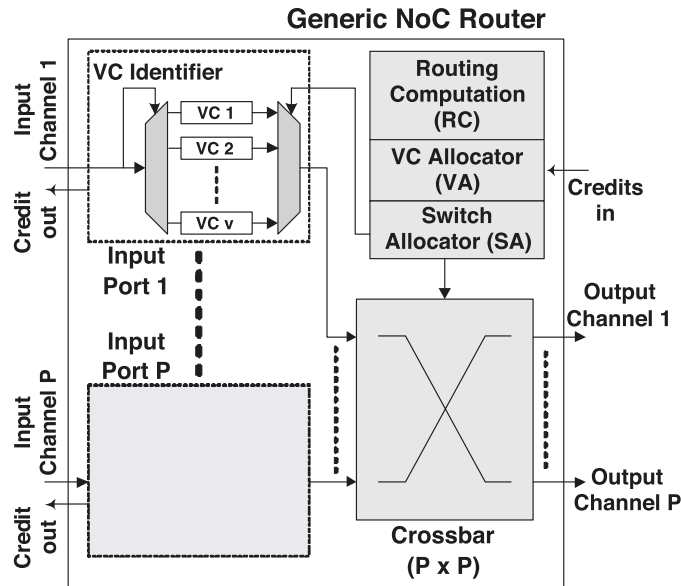 Generic NoC Router
Input
Channel 1
Credit
out
VC Identifier
VC 1
VC 2
VC v
Input
Port 1
Routing
Computation
(RC)
VC Allocator
(VA)
Switch
Allocator (SA)
Credits
in
Input
Port P
Input
Channel P
Credit
out
Output
Channel 1
Output
Channel P
Crossbar
(P x P)